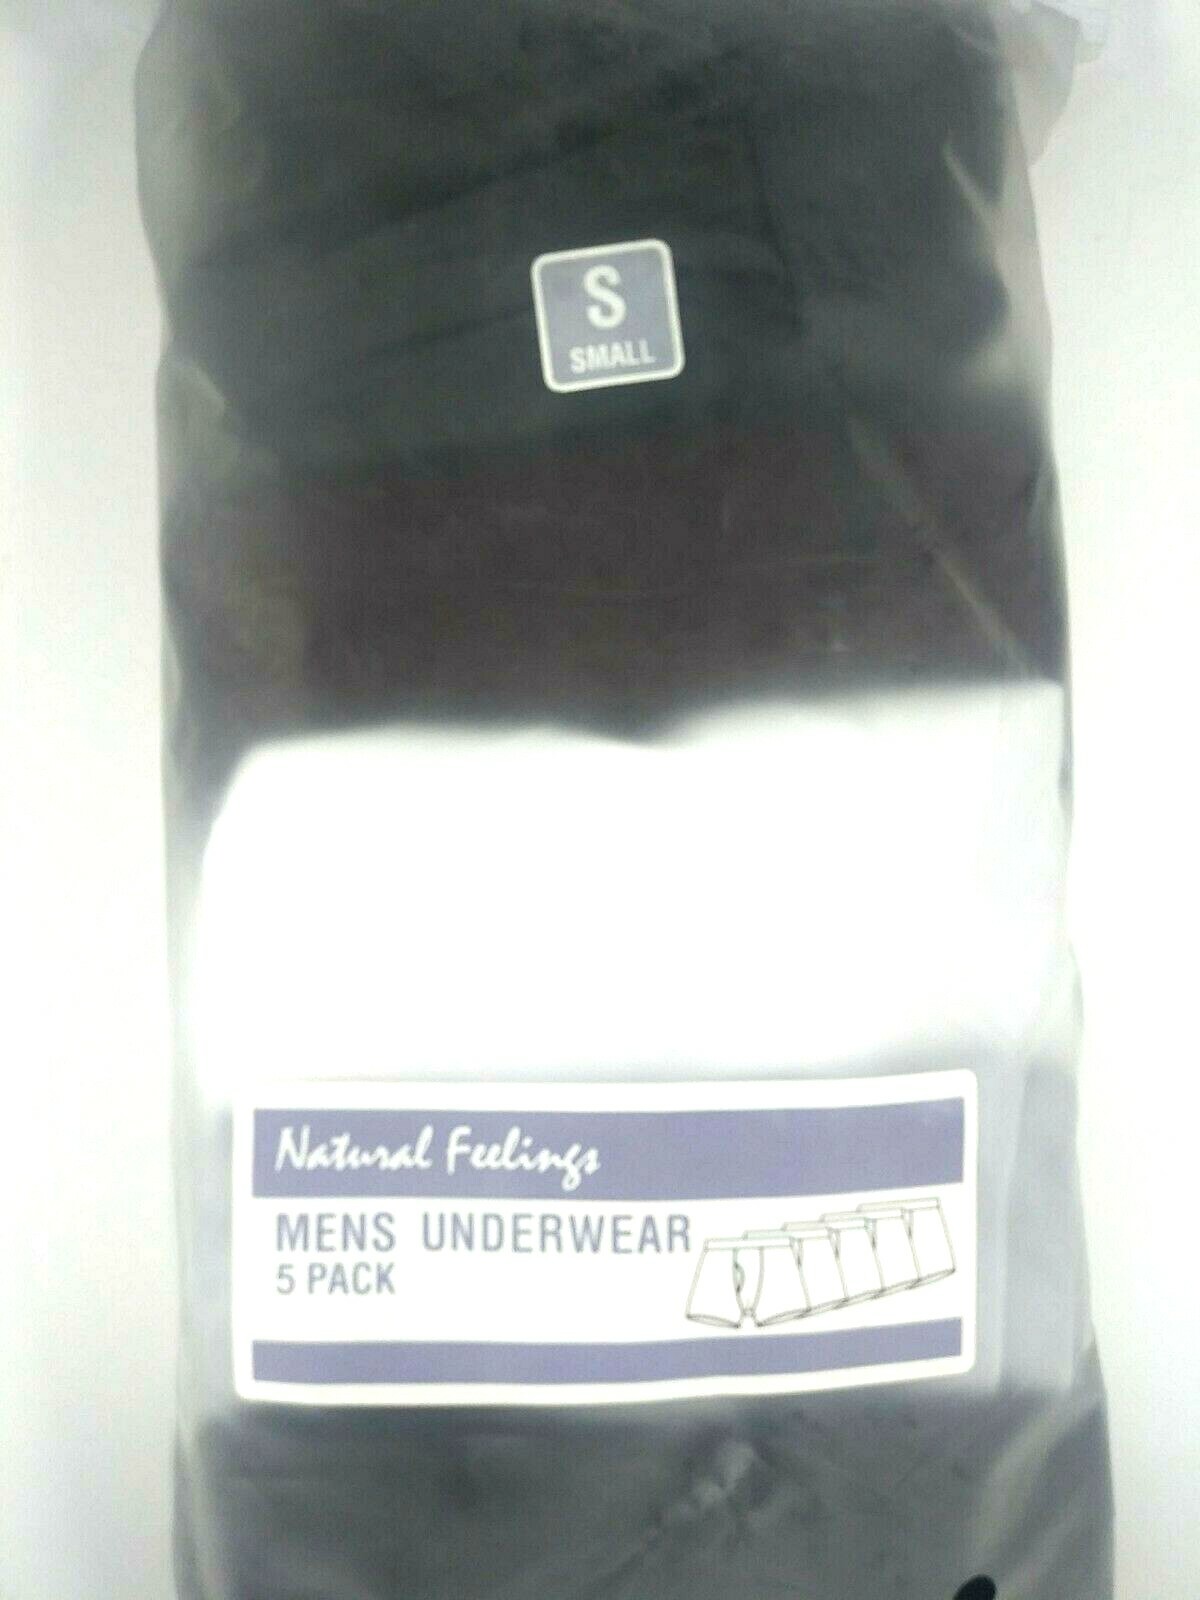 S
SMALL
Natural Feelings
MENS UNDERWEAR
5 PACK